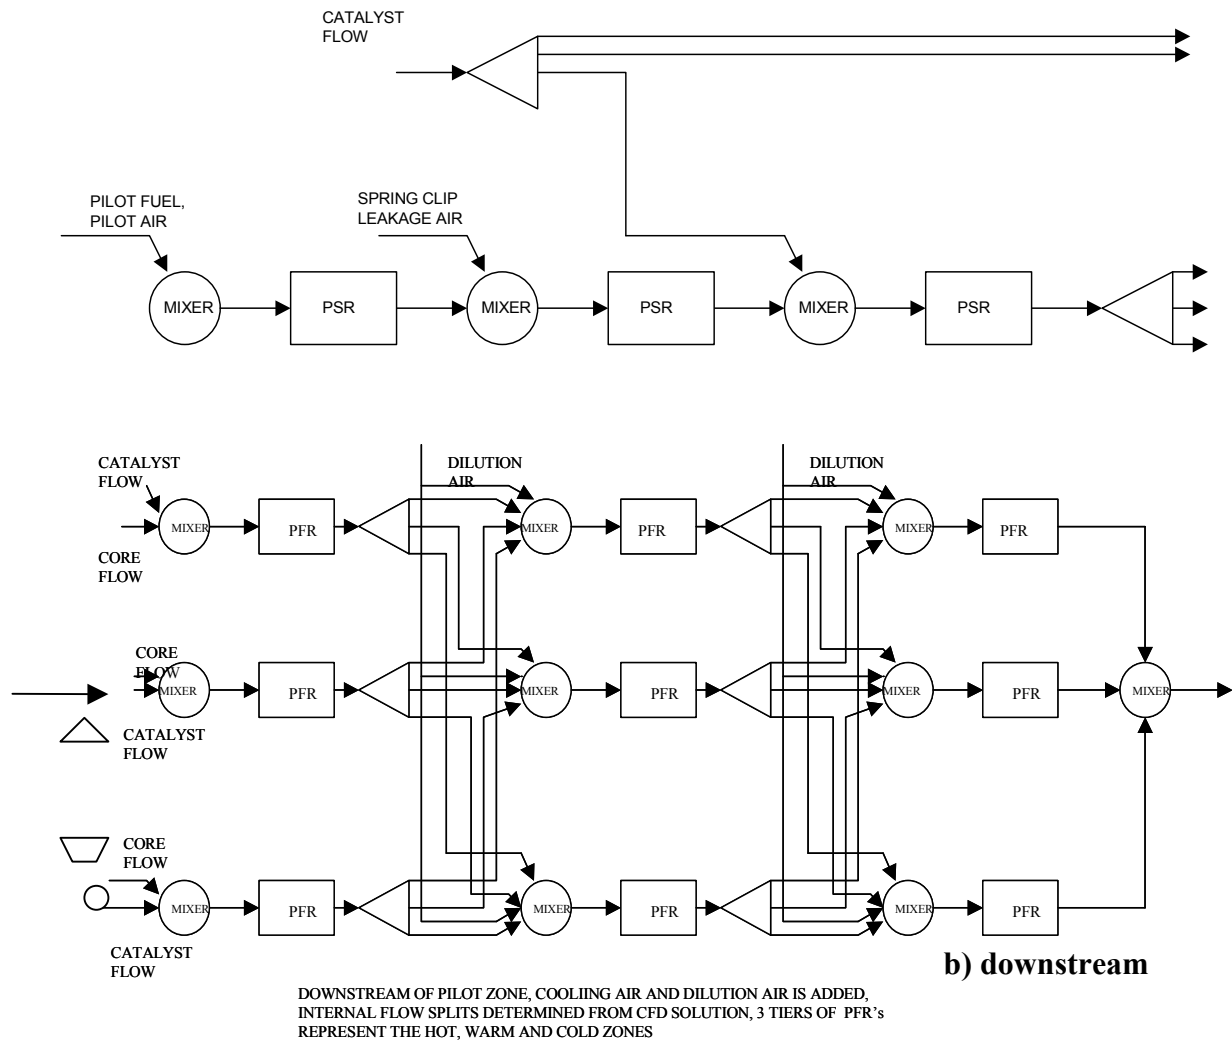 CATALYST
FLOW
PILOT FUEL,
PILOT AIR
SPRING CLIP
LEAKAGE AIR
MIXER
PSR
MIXER
PSR
MIXER
PSR
CATALYST
FLOW
DILUTION
AIR
DILUTION
AIR
MIXER
PFR
MIXER
PFR
MIXER
PFR
CORE
FLOW
CORE
FLOW
MIXER
PFR
MIXER
PFR
MIXER
PFR
MIXER
CATALYST
FLOW
CORE
FLOW
MIXER
PFR
MIXER
PFR
MIXER
PFR
CATALYST
FLOW
b) downstream
DOWNSTREAM OF PILOT ZONE, COOLIING AIR AND DILUTION AIR IS ADDED,
INTERNAL FLOW SPLITS DETERMINED FROM CFD SOLUTION, 3 TIERS OF PFR's
REPRESENT THE HOT, WARM AND COLD ZONES